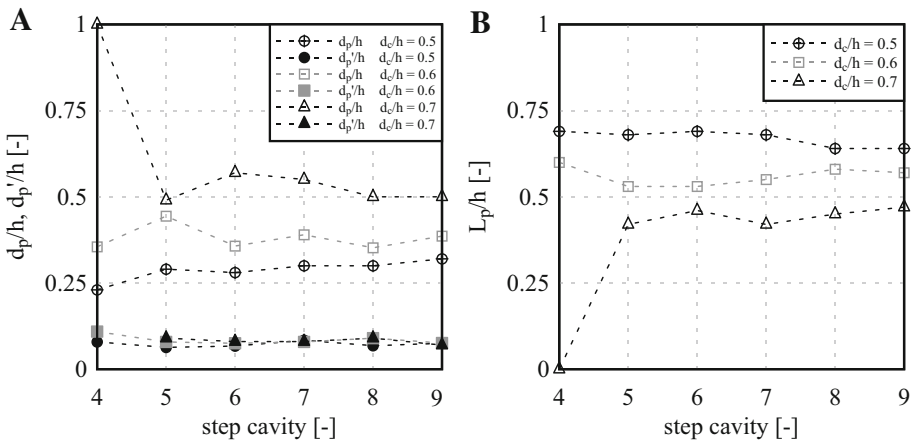 A
1
0.75
0.5
0.25
0
d_p/h, d_p'/h [-]
d_p/h d_c/h = 0.5
d_p'/h d_c/h = 0.5
d_p/h d_c/h = 0.6
d_p'/h d_c/h = 0.6
d_p/h d_c/h = 0.7
d_p'/h d_c/h = 0.7
4 5 6 7 8 9
step cavity [-]
B
1
0.75
0.5
0.25
0
L_p/h [-]
d_c/h = 0.5
d_c/h = 0.6
d_c/h = 0.7
4 5 6 7 8 9
step cavity [-]